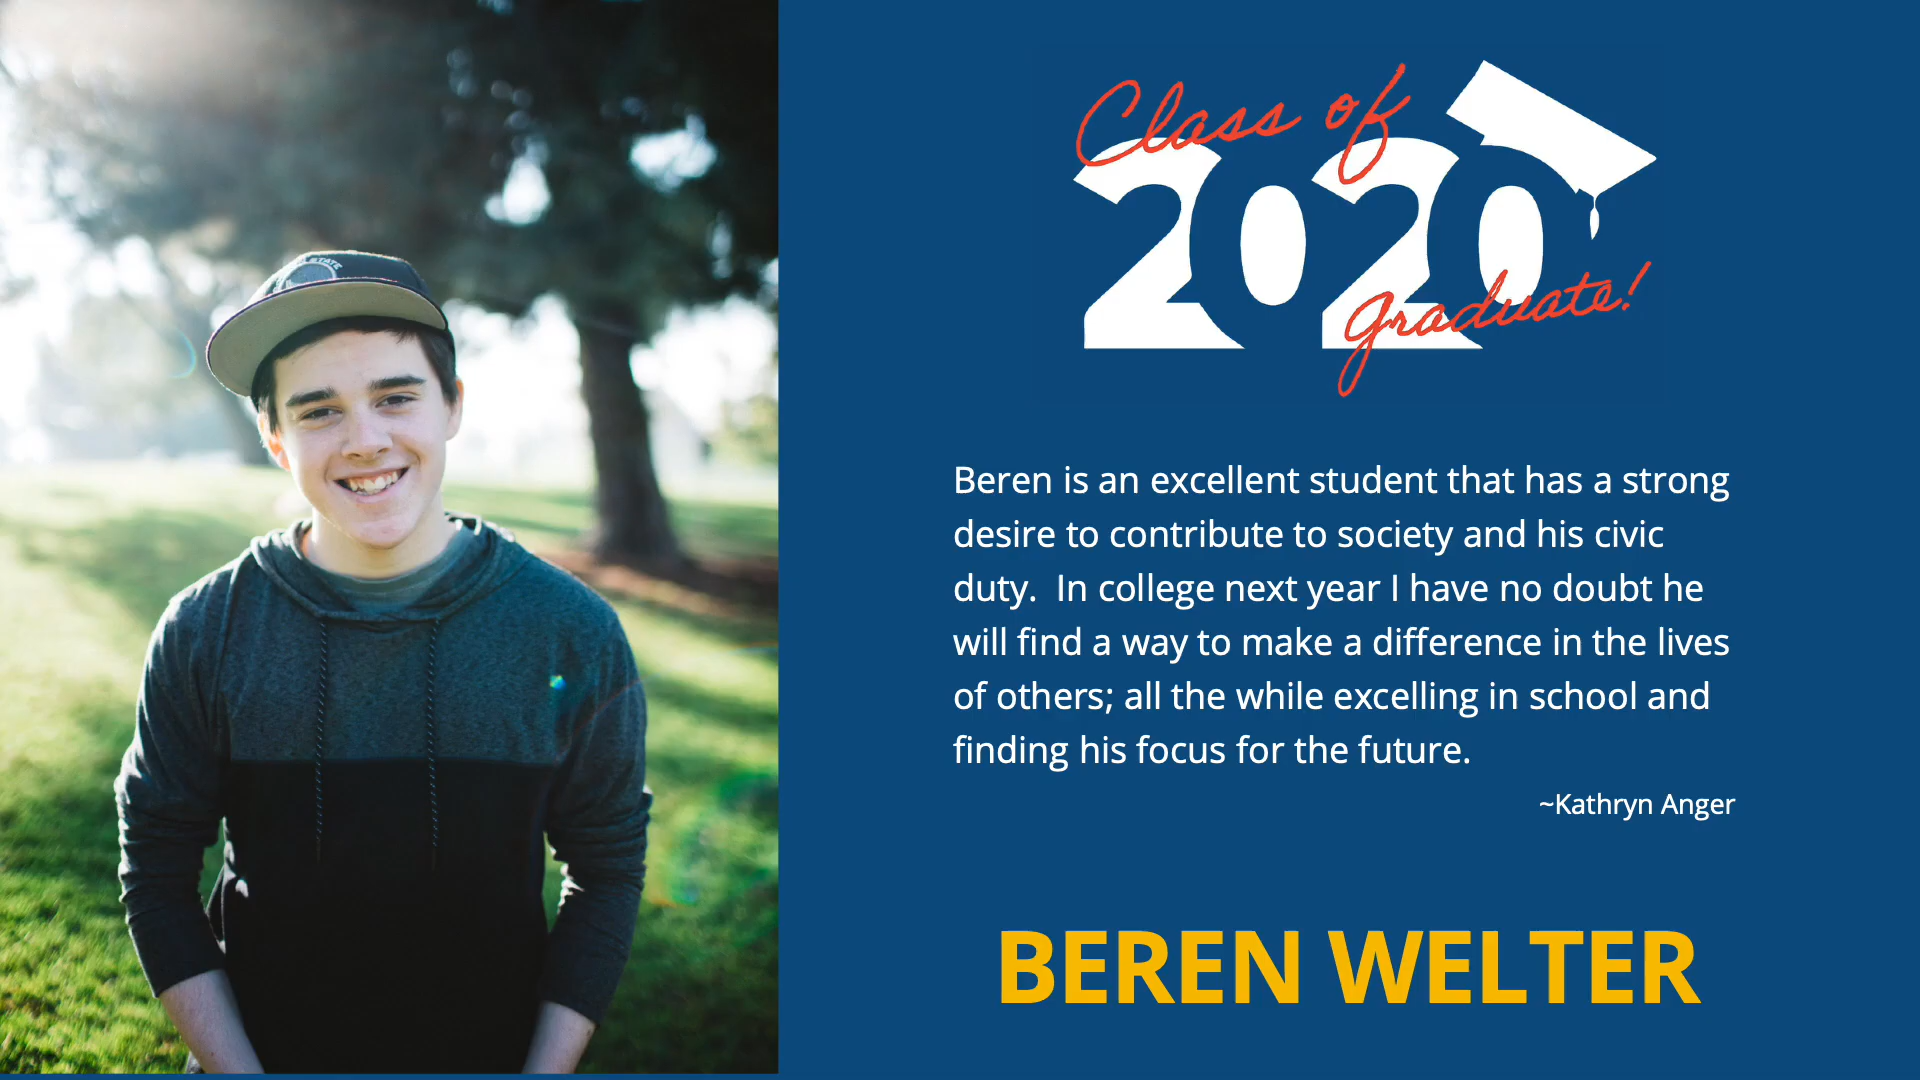 Class of
2020
graduate!
Beren is an excellent student that has a strong
desire to contribute to society and his civic
duty.  In college next year I have no doubt he
will find a way to make a difference in the lives
of others; all the while excelling in school and
finding his focus for the future.
~Kathryn Anger
BEREN WELTER
STATE